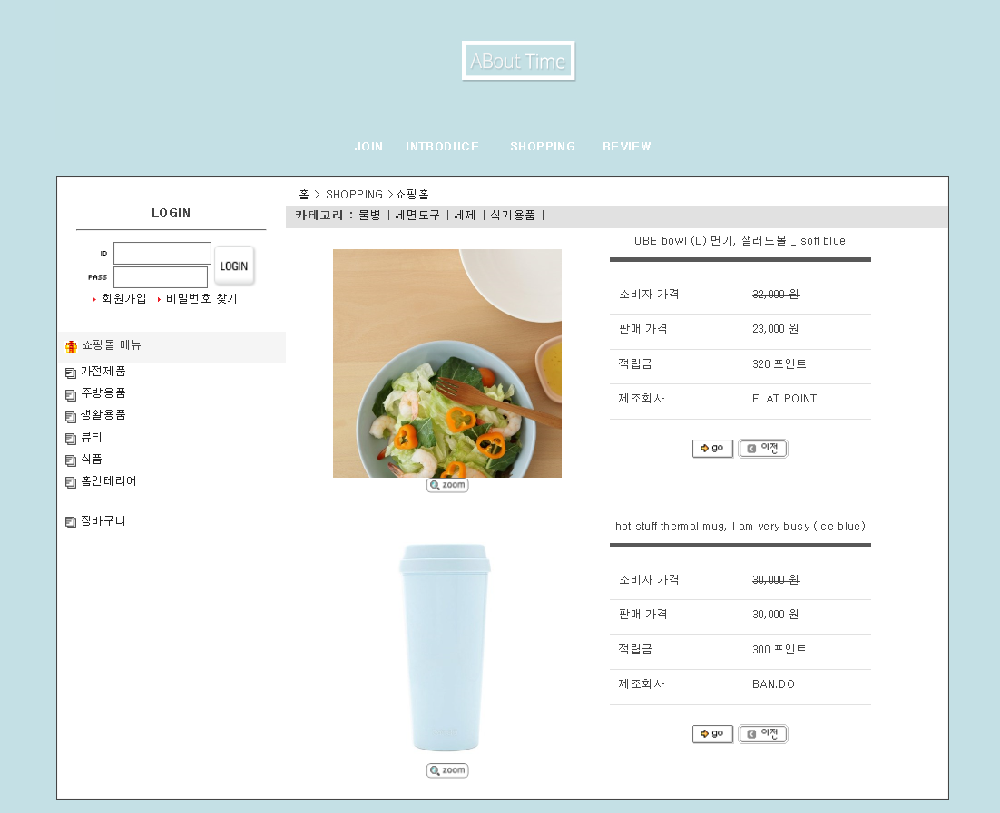 ABout Time
JOIN INTRODUCE SHOPPING REVIEW
홈 > SHOPPING >쇼핑홈
카테고리 : 물병 | 세면도구 | 세제 | 식기용품 |
LOGIN
ID
PASS
LOGIN
회원가입 비밀번호 찾기
쇼핑몰 메뉴
가전제품
주방용품
생활용품
뷰티
식품
홈인테리어
장바구니
zoom
UBE bowl (L) 면기, 샐러드볼 _ soft blue
소비자 가격 32,000 원
판매 가격 23,000 원
적립금 320 포인트
제조회사 FLAT POINT
go 이전
zoom
hot stuff thermal mug, I am very busy (ice blue)
소비자 가격 30,000 원
판매 가격 30,000 원
적립금 300 포인트
제조회사 BAN.DO
go 이전